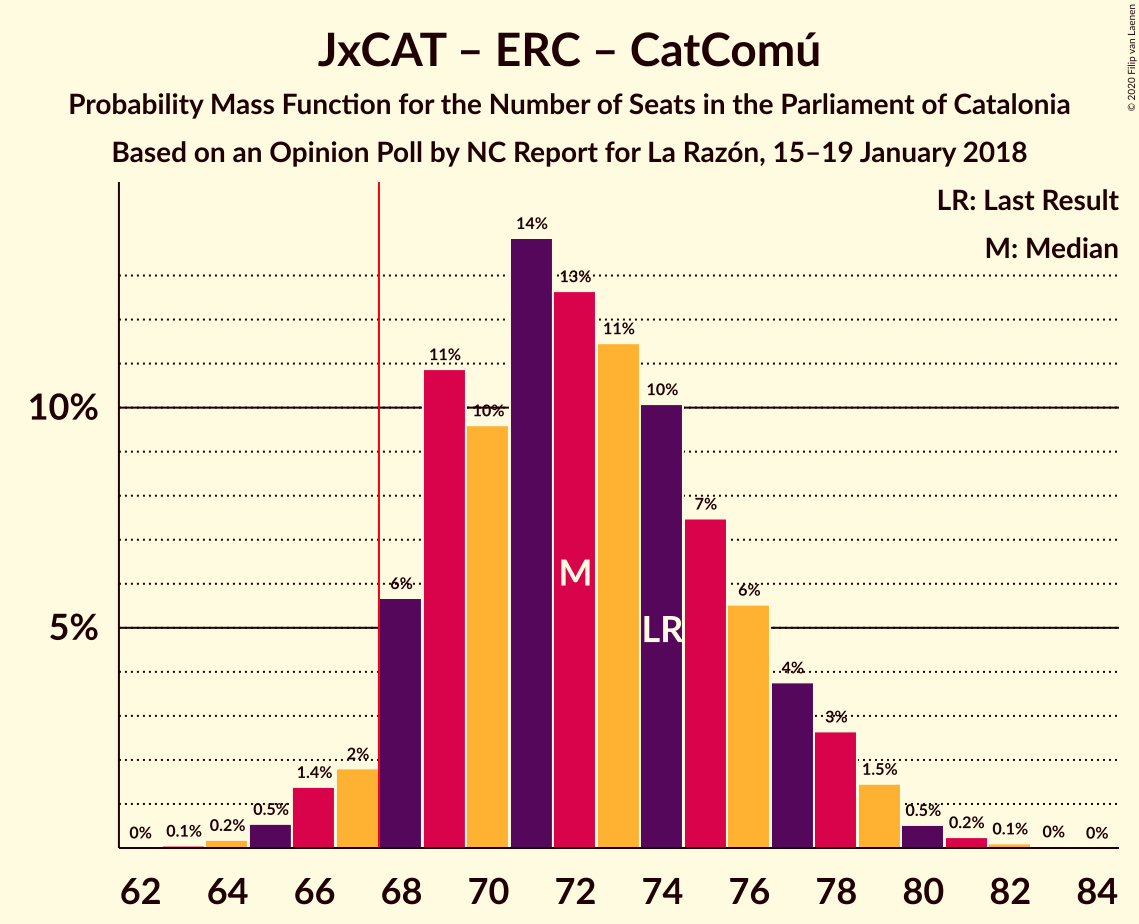 JxCAT – ERC – CatComú
Probability Mass Function for the Number of Seats in the Parliament of Catalonia
Based on an Opinion Poll by NC Report for La Razón, 15–19 January 2018
© 2020 Filip van Laenen
LR: Last Result
M: Median
10%
5%
0%
0.1%
0.2%
0.5%
1.4%
2%
6%
11%
10%
14%
13%
11%
10%
7%
6%
4%
3%
1.5%
0.5%
0.2%
0.1%
0%
0%
M
LR
62 64 66 68 70 72 74 76 78 80 82 84